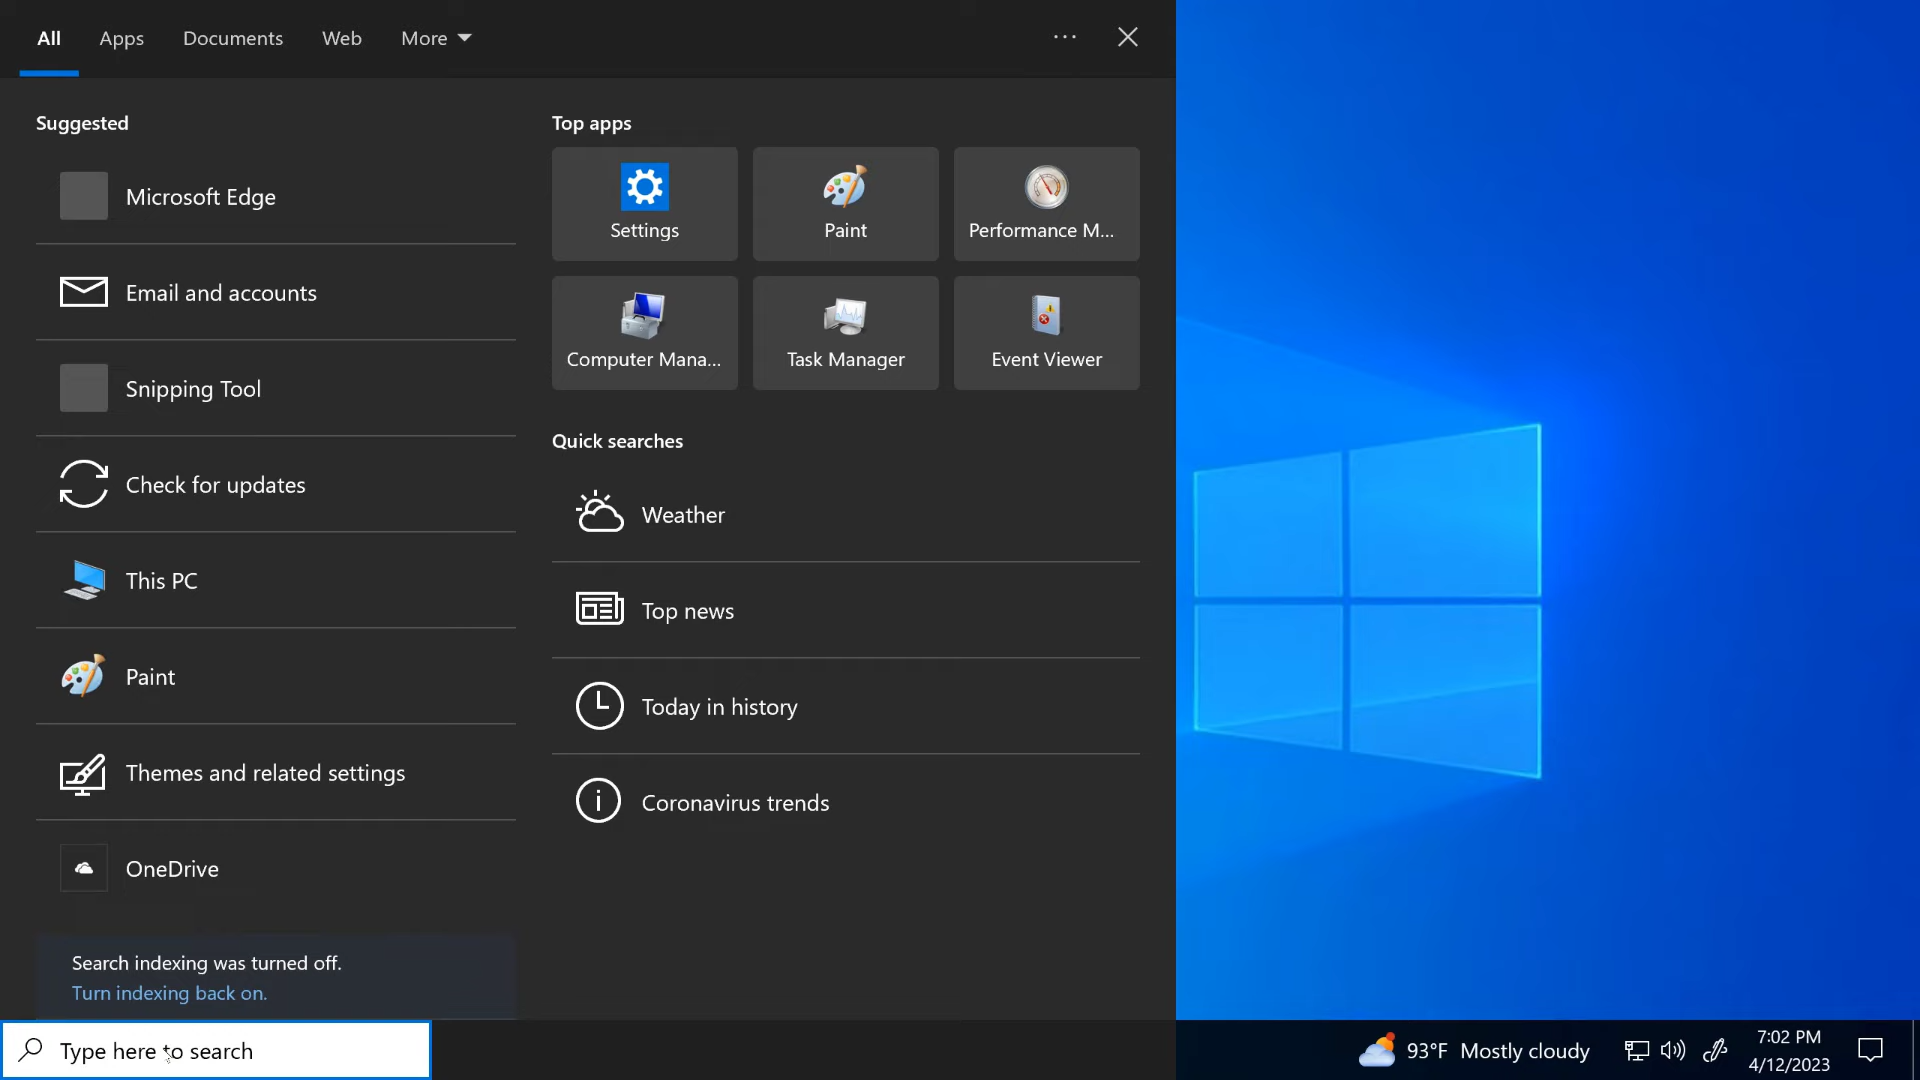 All
Apps
Documents
Web
More
Suggested
Microsoft Edge
Email and accounts
Snipping Tool
Check for updates
This PC
Paint
Themes and related settings
OneDrive
Search indexing was turned off.
Turn indexing back on.
Top apps
Settings
Paint
Performance M...
Computer Mana...
Task Manager
Event Viewer
Quick searches
Weather
Top news
Today in history
Coronavirus trends
Type here to search
93°F Mostly cloudy
7:02 PM
4/12/2023